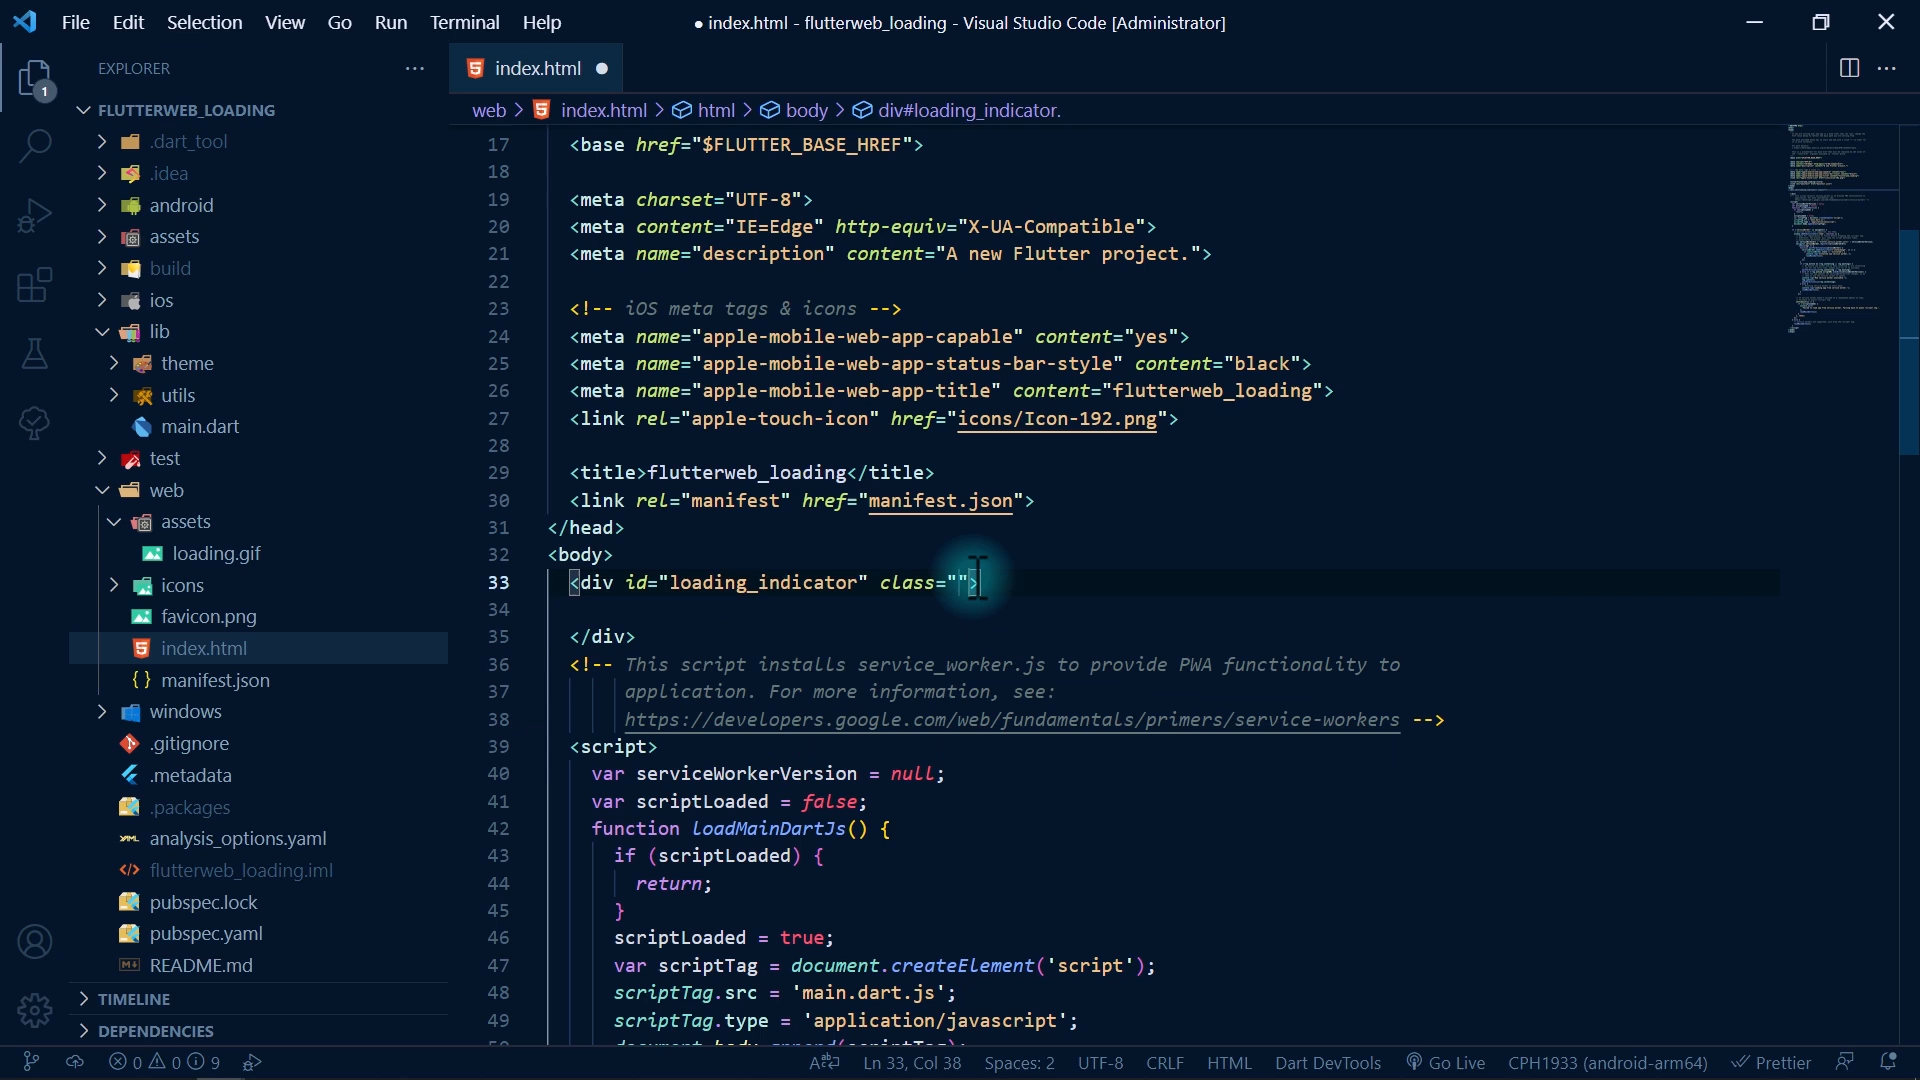 File Edit Selection View Go Run Terminal Help
● index.html - flutterweb_loading - Visual Studio Code [Administrator]
EXPLORER
1
FLUTTERWEB_LOADING
.dart_tool
.idea
android
assets
build
ios
lib
theme
utils
main.dart
test
web
assets
loading.gif
icons
favicon.png
index.html
{ } manifest.json
windows
.gitignore
.metadata
.packages
analysis_options.yaml
flutterweb_loading.iml
pubspec.lock
pubspec.yaml
README.md
TIMELINE
DEPENDENCIES
index.html ●
web > index.html > html > body > div#loading_indicator.
17 <base href="$FLUTTER_BASE_HREF">
18
19 <meta charset="UTF-8">
20 <meta content="IE=Edge" http-equiv="X-UA-Compatible">
21 <meta name="description" content="A new Flutter project.">
22
23 <!-- iOS meta tags & icons -->
24 <meta name="apple-mobile-web-app-capable" content="yes">
25 <meta name="apple-mobile-web-app-status-bar-style" content="black">
26 <meta name="apple-mobile-web-app-title" content="flutterweb_loading">
27 <link rel="apple-touch-icon" href="icons/Icon-192.png">
28
29 <title>flutterweb_loading</title>
30 <link rel="manifest" href="manifest.json">
31 </head>
32 <body>
33 <div id="loading_indicator" class="">
34
35 </div>
36 <!-- This script installs service_worker.js to provide PWA functionality to
37 application. For more information, see:
38 https://developers.google.com/web/fundamentals/primers/service-workers -->
39 <script>
40 var serviceWorkerVersion = null;
41 var scriptLoaded = false;
42 function loadMainDartJs() {
43 if (scriptLoaded) {
44 return;
45 }
46 scriptLoaded = true;
47 var scriptTag = document.createElement('script');
48 scriptTag.src = 'main.dart.js';
49 scriptTag.type = 'application/javascript';
0 0 9 Ln 33, Col 38 Spaces: 2 UTF-8 CRLF HTML Dart DevTools Go Live CPH1933 (android-arm64) Prettier